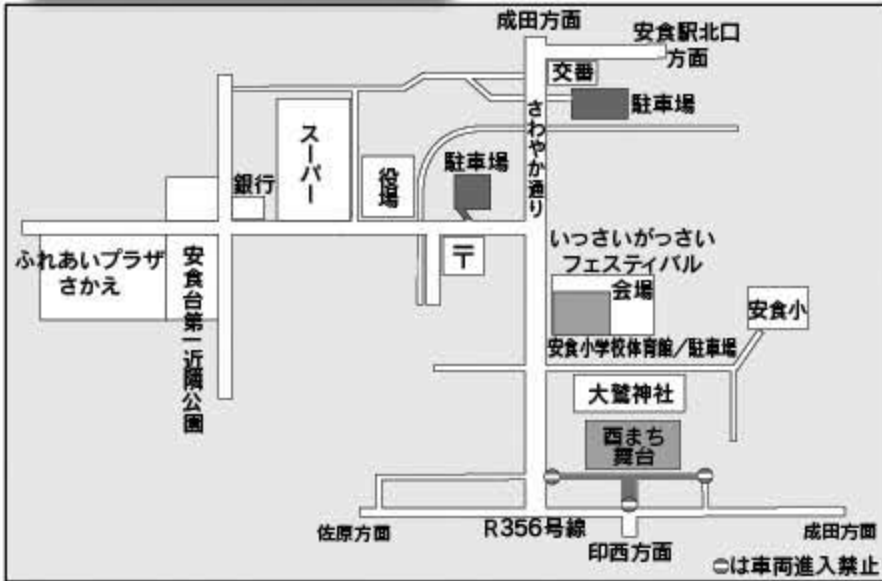 成田方面
安食駅北口
方面
交番
駐車場
さわやか通り
スーパー
役場
駐車場
銀行
〒
ふれあいプラザ
さかえ
安食台第一近隣公園
いっさいがっさい
フェスティバル
会場
安食小
安食小学校体育館/駐車場
大鷲神社
酉まち
舞台
佐原方面
R356号線
印西方面
成田方面
⊖は車両進入禁止